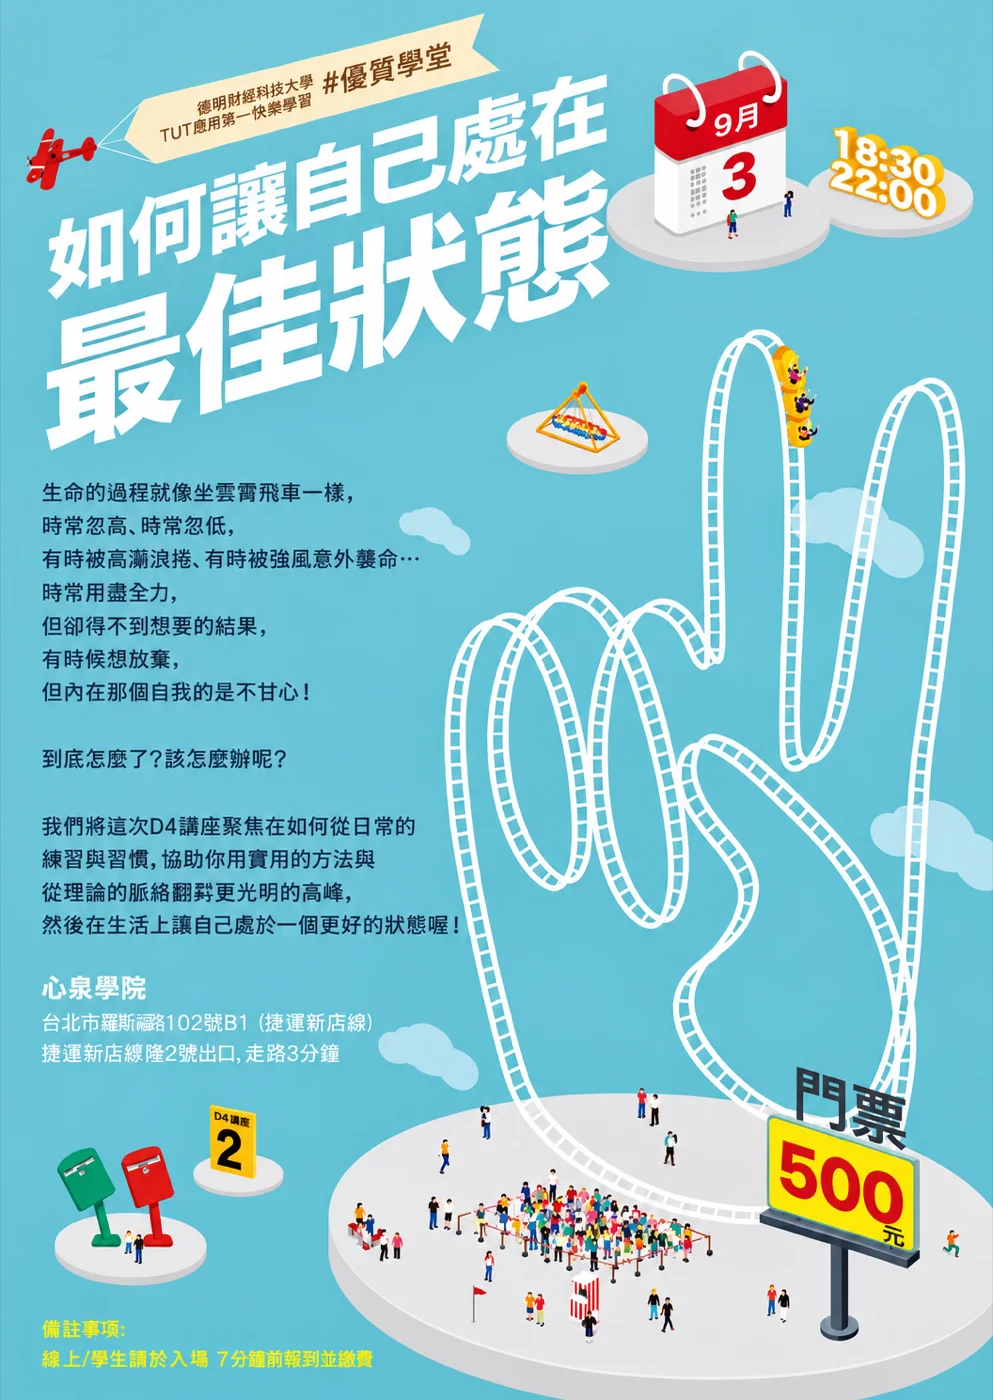 德明財經科技大學
TUT應用第一快樂學習
#優質學堂
如何讓自己處在
最佳狀態
9月
3
18:30
22:00
生命的過程就像坐雲霄飛車一樣,
時常忽高、時常忽低,
有時被高漸浪捲、有時被強風意外襲命…
時常用盡全力,
但卻得不到想要的結果,
有時候想放棄,
但內在那個自我的是不甘心!
到底怎麼了?該怎麼辦呢?
我們將這次D4講座聚焦在如何從日常的
練習與習慣,協助你用實用的方法與
從理論的脈絡翻更光明的高峰,
然後在生活上讓自己處於一個更好的狀態喔!
心泉學院
台北市羅斯路102號B1 (捷運新店線)
捷運新店線隆2號出口,走路3分鐘
D4講座
2
門票
500
元
備註事项:
線上/學生請於入場 7分鐘前報到並繳費